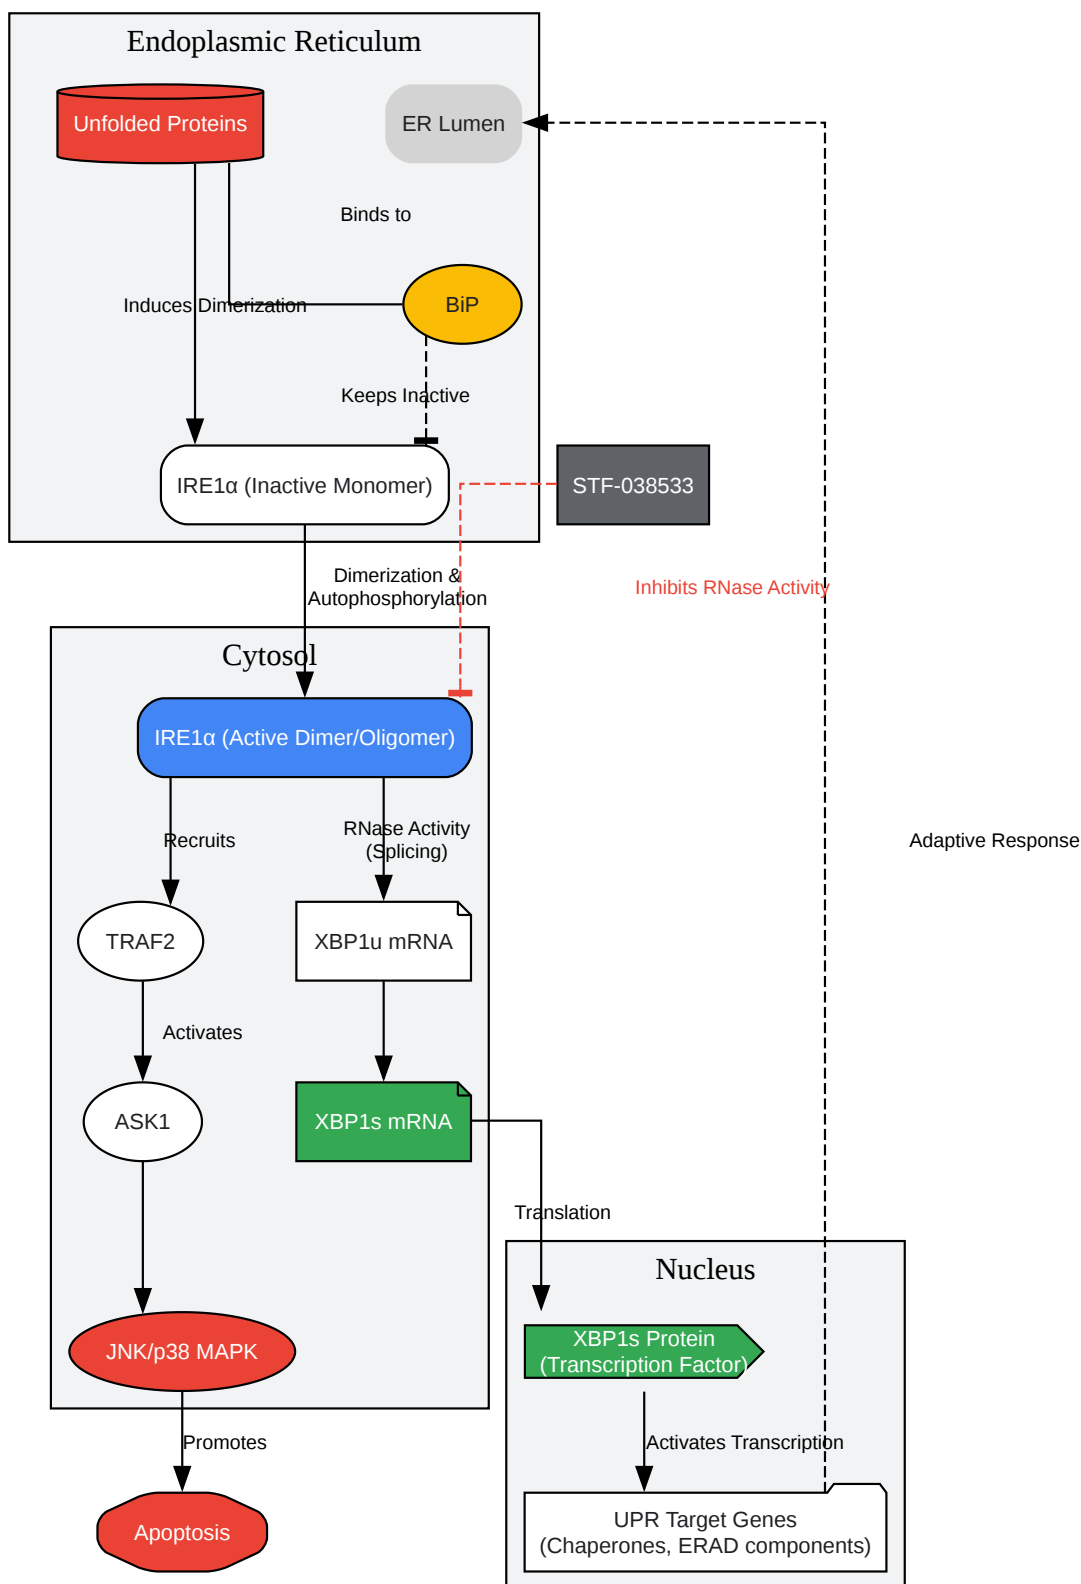 Endoplasmic Reticulum
Unfolded Proteins
ER Lumen
Binds to
Induces Dimerization
BiP
Keeps Inactive
IRE1α (Inactive Monomer)
STF-038533
Dimerization &
Autophosphorylation
Inhibits RNase Activity
Cytosol
IRE1α (Active Dimer/Oligomer)
Recruits
RNase Activity
(Splicing)
Adaptive Response
TRAF2
XBP1u mRNA
Activates
ASK1
XBP1s mRNA
Translation
Nucleus
XBP1s Protein
(Transcription Factor)
JNK/p38 MAPK
Promotes
Activates Transcription
Apoptosis
UPR Target Genes
(Chaperones, ERAD components)